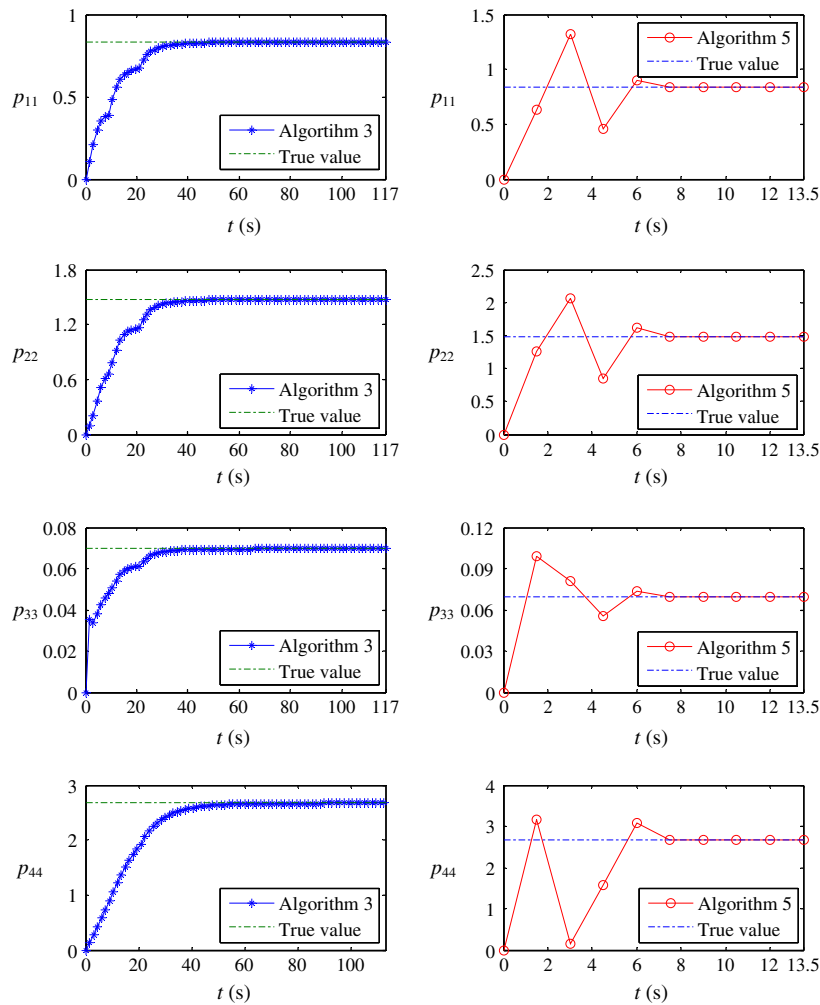 1.1
0.5
0
p11
Algortihm 3
True value
0 20 40 60 80 100 117
t (s)
1.5
1
0.5
0
p11
Algorithm 5
True value
0 2 4 6 8 10 12 13.5
t (s)
1.8
1.2
0.6
0
p22
Algorithm 3
True value
0 20 40 60 80 100 117
t (s)
2.5
2
1.5
1
0.5
0
p22
Algorithm 5
True value
0 2 4 6 8 10 12 13.5
t (s)
0.08
0.06
0.04
0.02
0
p33
Algorithm 3
True value
0 20 40 60 80 100 117
t (s)
0.12
0.09
0.06
0.03
0
p33
Algorithm 5
True value
0 2 4 6 8 10 12 13.5
t (s)
3
2
1
0
p44
Algorithm 3
True value
0 20 40 60 80 100
t (s)
4
3
2
1
0
p44
Algorithm 5
True value
0 2 4 6 8 10 12 13.5
t (s)